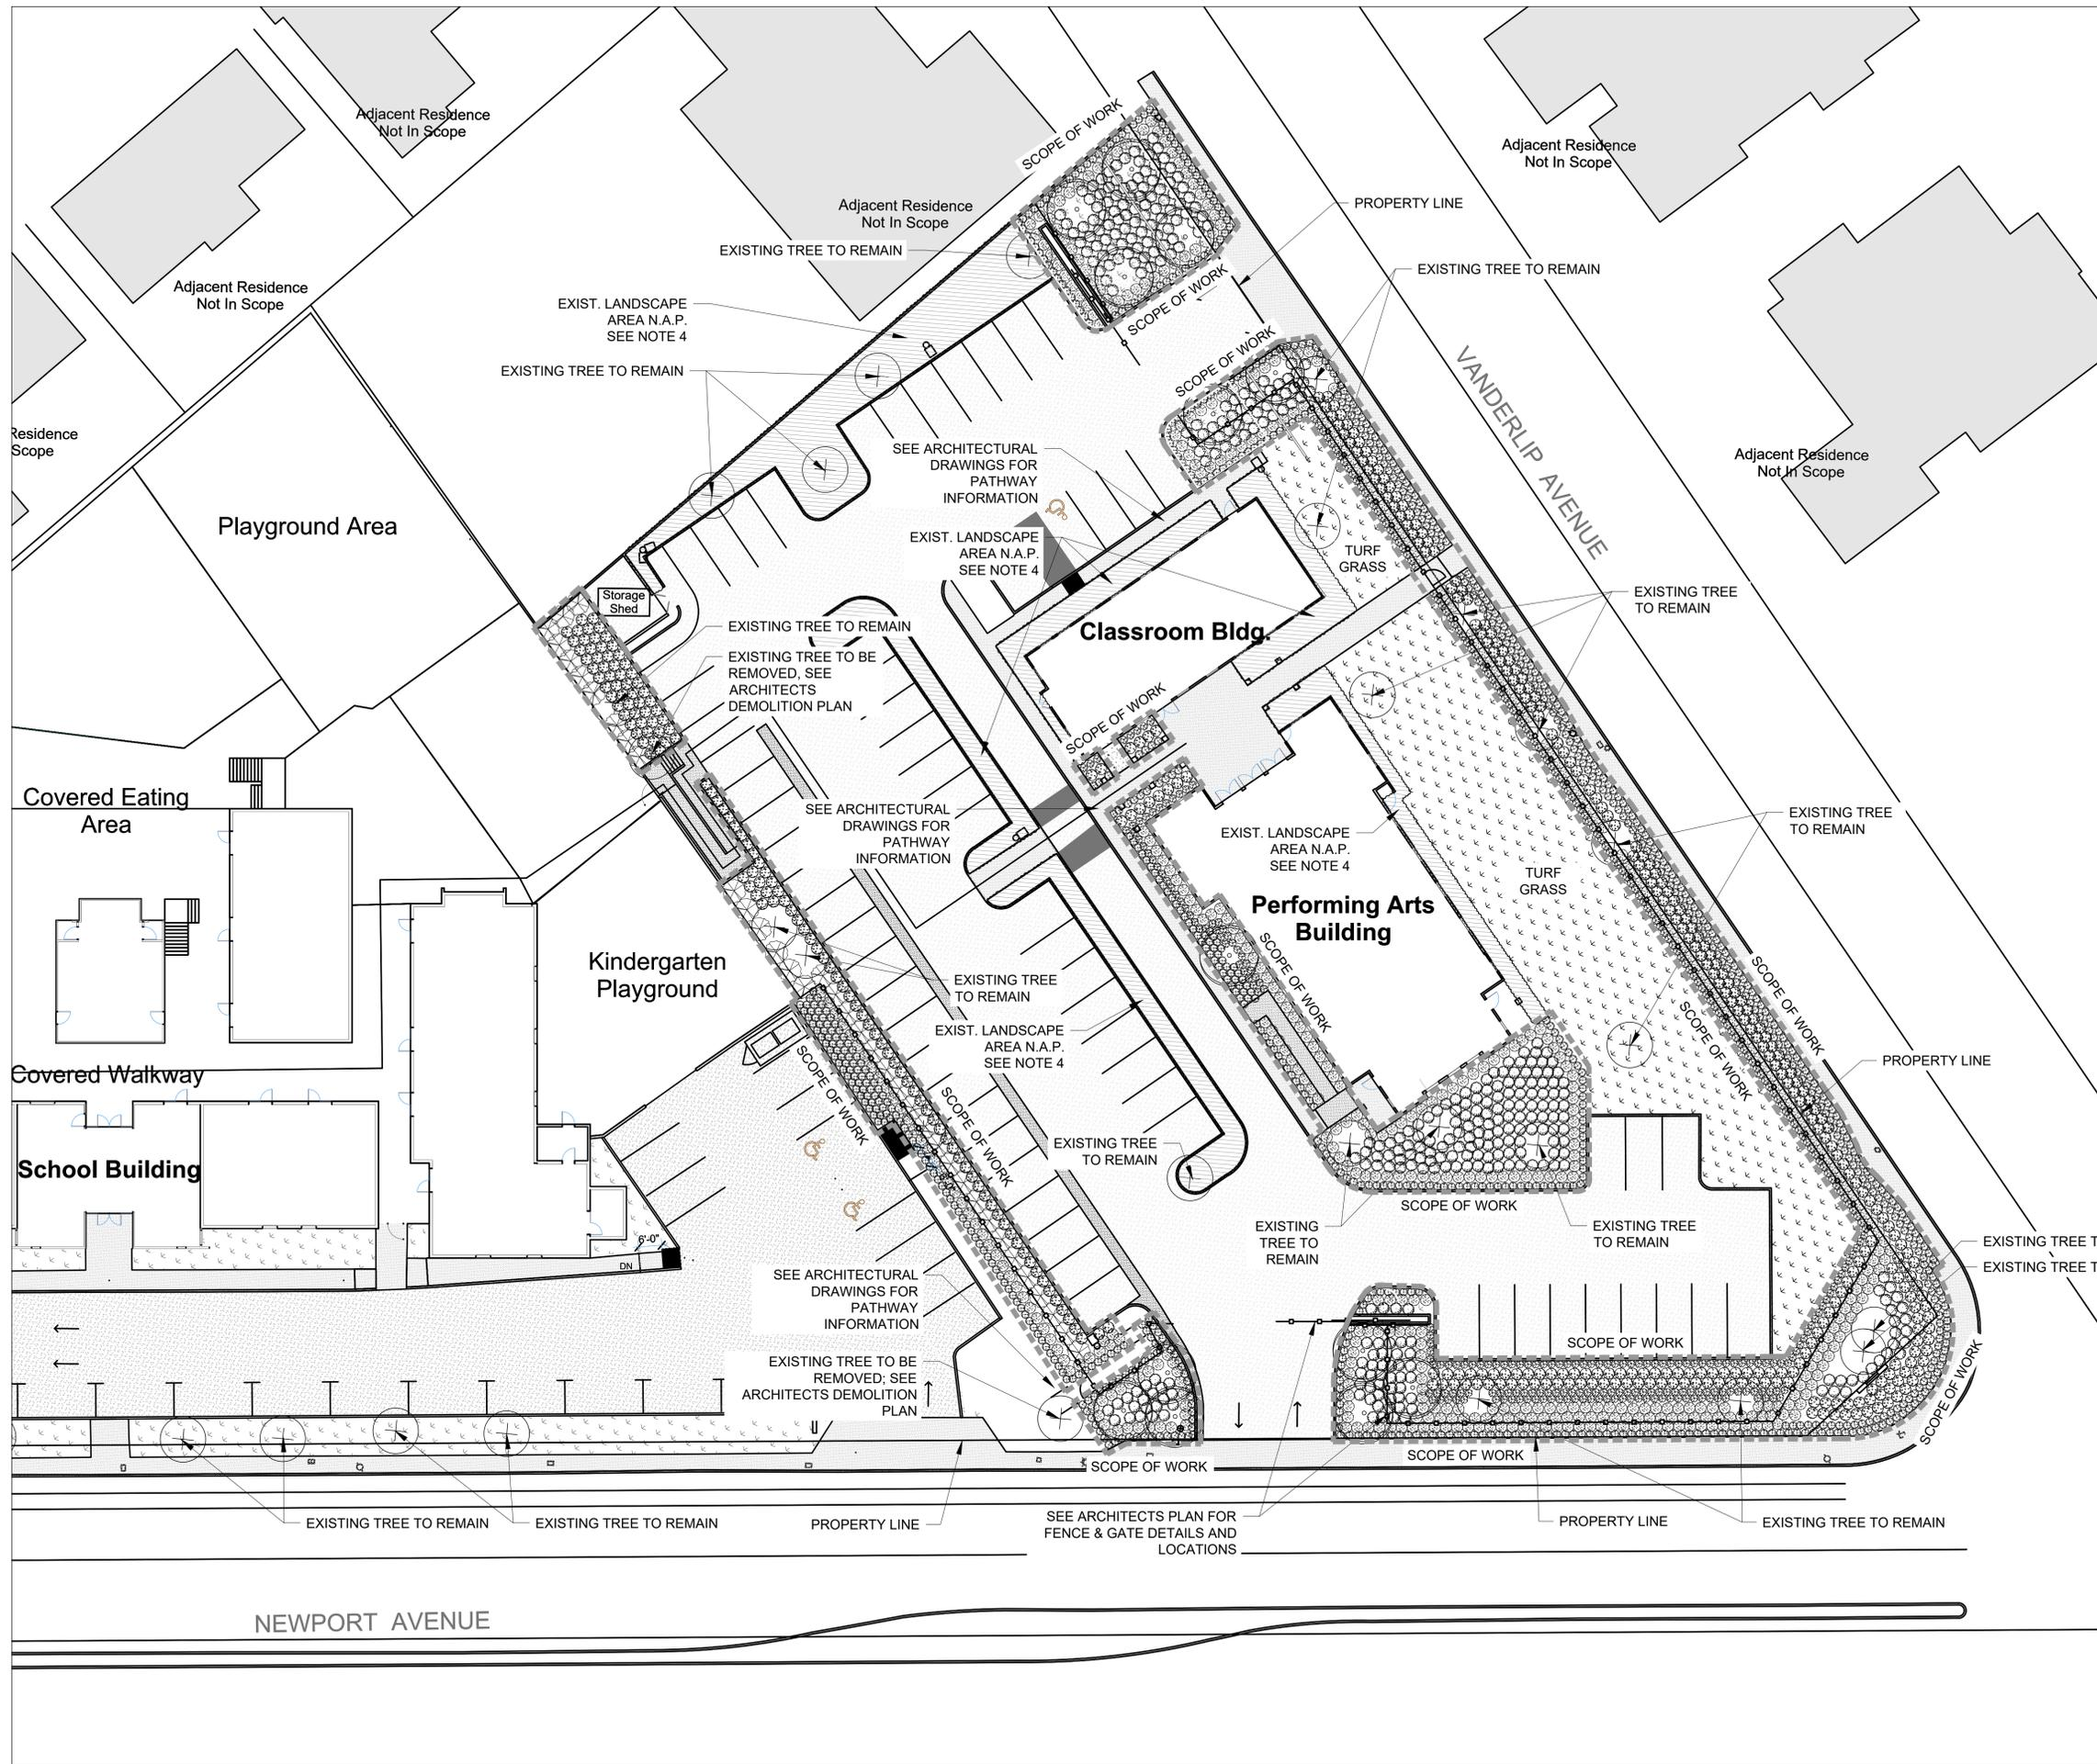 Adjacent Residence
Not In Scope
SCOPE OF WORK
Adjacent Residence
Not In Scope
Adjacent Residence
Not In Scope
PROPERTY LINE
EXISTING TREE TO REMAIN
EXISTING TREE TO REMAIN
Adjacent Residence
Not In Scope
SCOPE OF WORK
EXIST. LANDSCAPE
AREA N.A.P.
SEE NOTE 4
SCOPE OF WORK
VANDERLIP AVENUE
EXISTING TREE TO REMAIN
Residence
Scope
SEE ARCHITECTURAL
DRAWINGS FOR
PATHWAY
INFORMATION
Adjacent Residence
Not In Scope
Playground Area
EXIST. LANDSCAPE
AREA N.A.P.
SEE NOTE 4
TURF
GRASS
Storage
Shed
EXISTING TREE
TO REMAIN
EXISTING TREE TO REMAIN
Classroom Bldg.
EXISTING TREE TO BE
REMOVED, SEE
ARCHITECTS
DEMOLITION PLAN
SCOPE OF WORK
Covered Eating
Area
SEE ARCHITECTURAL
DRAWINGS FOR
PATHWAY
INFORMATION
EXISTING TREE
TO REMAIN
EXIST. LANDSCAPE
AREA N.A.P.
SEE NOTE 4
TURF
GRASS
Performing Arts
Building
Kindergarten
Playground
SCOPE OF WORK
EXISTING TREE
TO REMAIN
SCOPE OF WORK
SCOPE OF WORK
EXIST. LANDSCAPE
AREA N.A.P.
SEE NOTE 4
PROPERTY LINE
Covered Walkway
SCOPE OF WORK
SCOPE OF WORK
EXISTING TREE
TO REMAIN
School Building
SCOPE OF WORK
EXISTING
TREE TO
REMAIN
EXISTING TREE
TO REMAIN
6'-0"
DN
EXISTING TREE T
EXISTING TREE T
SEE ARCHITECTURAL
DRAWINGS FOR
PATHWAY
INFORMATION
SCOPE OF WORK
SCOPE OF WORK
EXISTING TREE TO BE
REMOVED; SEE
ARCHITECTS DEMOLITION
PLAN
SCOPE OF WORK
SCOPE OF WORK
EXISTING TREE TO REMAIN
EXISTING TREE TO REMAIN
PROPERTY LINE
SEE ARCHITECTS PLAN FOR
FENCE & GATE DETAILS AND
LOCATIONS
PROPERTY LINE
EXISTING TREE TO REMAIN
NEWPORT AVENUE